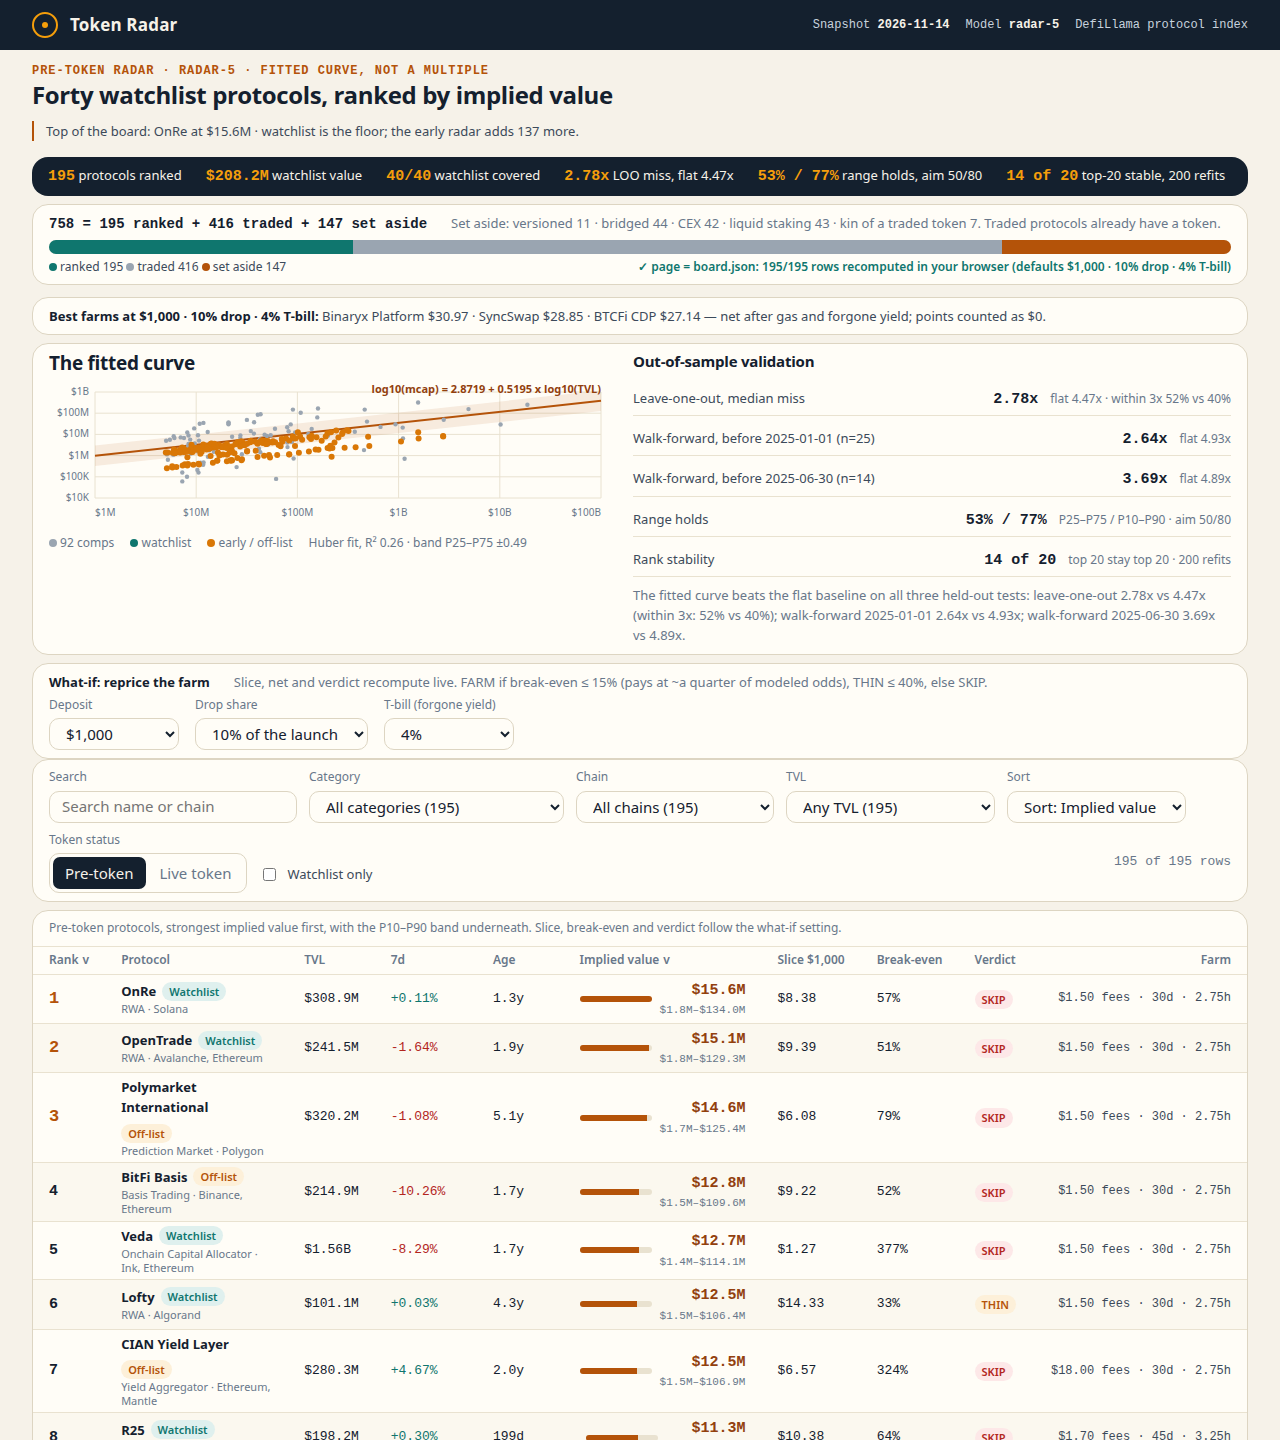 Token Radar
Snapshot 2026-11-14 Model radar-5 DefiLlama protocol index
PRE-TOKEN RADAR · RADAR-5 · FITTED CURVE, NOT A MULTIPLE
Forty watchlist protocols, ranked by implied value
Top of the board: OnRe at $15.6M · watchlist is the floor; the early radar adds 137 more.
195 protocols ranked $208.2M watchlist value 40/40 watchlist covered 2.78x LOO miss, flat 4.47x 53% / 77% range holds, aim 50/80 14 of 20 top-20 stable, 200 refits
758 = 195 ranked + 416 traded + 147 set aside Set aside: versioned 11 · bridged 44 · CEX 42 · liquid staking 43 · kin of a traded token 7. Traded protocols already have a token.
ranked 195 traded 416 set aside 147
✓ page = board.json: 195/195 rows recomputed in your browser (defaults $1,000 · 10% drop · 4% T-bill)
Best farms at $1,000 · 10% drop · 4% T-bill: Binaryx Platform $30.97 · SyncSwap $28.85 · BTCFi CDP $27.14 — net after gas and forgone yield; points counted as $0.
The fitted curve
log10(mcap) = 2.8719 + 0.5195 x log10(TVL)
$1B
$100M
$10M
$1M
$100K
$10K
$1M $10M $100M $1B $10B $100B
92 comps watchlist early / off-list Huber fit, R² 0.26 · band P25–P75 ±0.49
Out-of-sample validation
Leave-one-out, median miss 2.78x flat 4.47x · within 3x 52% vs 40%
Walk-forward, before 2025-01-01 (n=25) 2.64x flat 4.93x
Walk-forward, before 2025-06-30 (n=14) 3.69x flat 4.89x
Range holds 53% / 77% P25–P75 / P10–P90 · aim 50/80
Rank stability 14 of 20 top 20 stay top 20 · 200 refits
The fitted curve beats the flat baseline on all three held-out tests: leave-one-out 2.78x vs 4.47x
(within 3x: 52% vs 40%); walk-forward 2025-01-01 2.64x vs 4.93x; walk-forward 2025-06-30 3.69x
vs 4.89x.
What-if: reprice the farm Slice, net and verdict recompute live. FARM if break-even ≤ 15% (pays at ~a quarter of modeled odds), THIN ≤ 40%, else SKIP.
Deposit Drop share T-bill (forgone yield)
$1,000 10% of the launch 4%
Search Category Chain TVL Sort
Search name or chain All categories (195) All chains (195) Any TVL (195) Sort: Implied value
Token status
Pre-token Live token Watchlist only 195 of 195 rows
Pre-token protocols, strongest implied value first, with the P10–P90 band underneath. Slice, break-even and verdict follow the what-if setting.
Rank v Protocol TVL 7d Age Implied value v Slice $1,000 Break-even Verdict Farm
1 OnRe Watchlist $308.9M +0.11% 1.3y $15.6M $8.38 57% SKIP $1.50 fees · 30d · 2.75h
RWA · Solana $1.8M–$134.0M
2 OpenTrade Watchlist $241.5M -1.64% 1.9y $15.1M $9.39 51% SKIP $1.50 fees · 30d · 2.75h
RWA · Avalanche, Ethereum $1.8M–$129.3M
Polymarket
International
3 $320.2M -1.08% 5.1y $14.6M $6.08 79% SKIP $1.50 fees · 30d · 2.75h
Off-list $1.7M–$125.4M
Prediction Market · Polygon
4 BitFi Basis Off-list $214.9M -10.26% 1.7y $12.8M $9.22 52% SKIP $1.50 fees · 30d · 2.75h
Basis Trading · Binance, $1.5M–$109.6M
Ethereum
5 Veda Watchlist $1.56B -8.29% 1.7y $12.7M $1.27 377% SKIP $1.50 fees · 30d · 2.75h
Onchain Capital Allocator · $1.4M–$114.1M
Ink, Ethereum
6 Lofty Watchlist $101.1M +0.03% 4.3y $12.5M $14.33 33% THIN $1.50 fees · 30d · 2.75h
RWA · Algorand $1.5M–$106.4M
CIAN Yield Layer
7 Off-list $280.3M +4.67% 2.0y $12.5M $6.57 324% SKIP $18.00 fees · 30d · 2.75h
Yield Aggregator · Ethereum, $1.5M–$106.9M
Mantle
8 R25 Watchlist $198.2M +0.30% 199d $11.3M $10.38 64% SKIP $1.70 fees · 45d · 3.25h